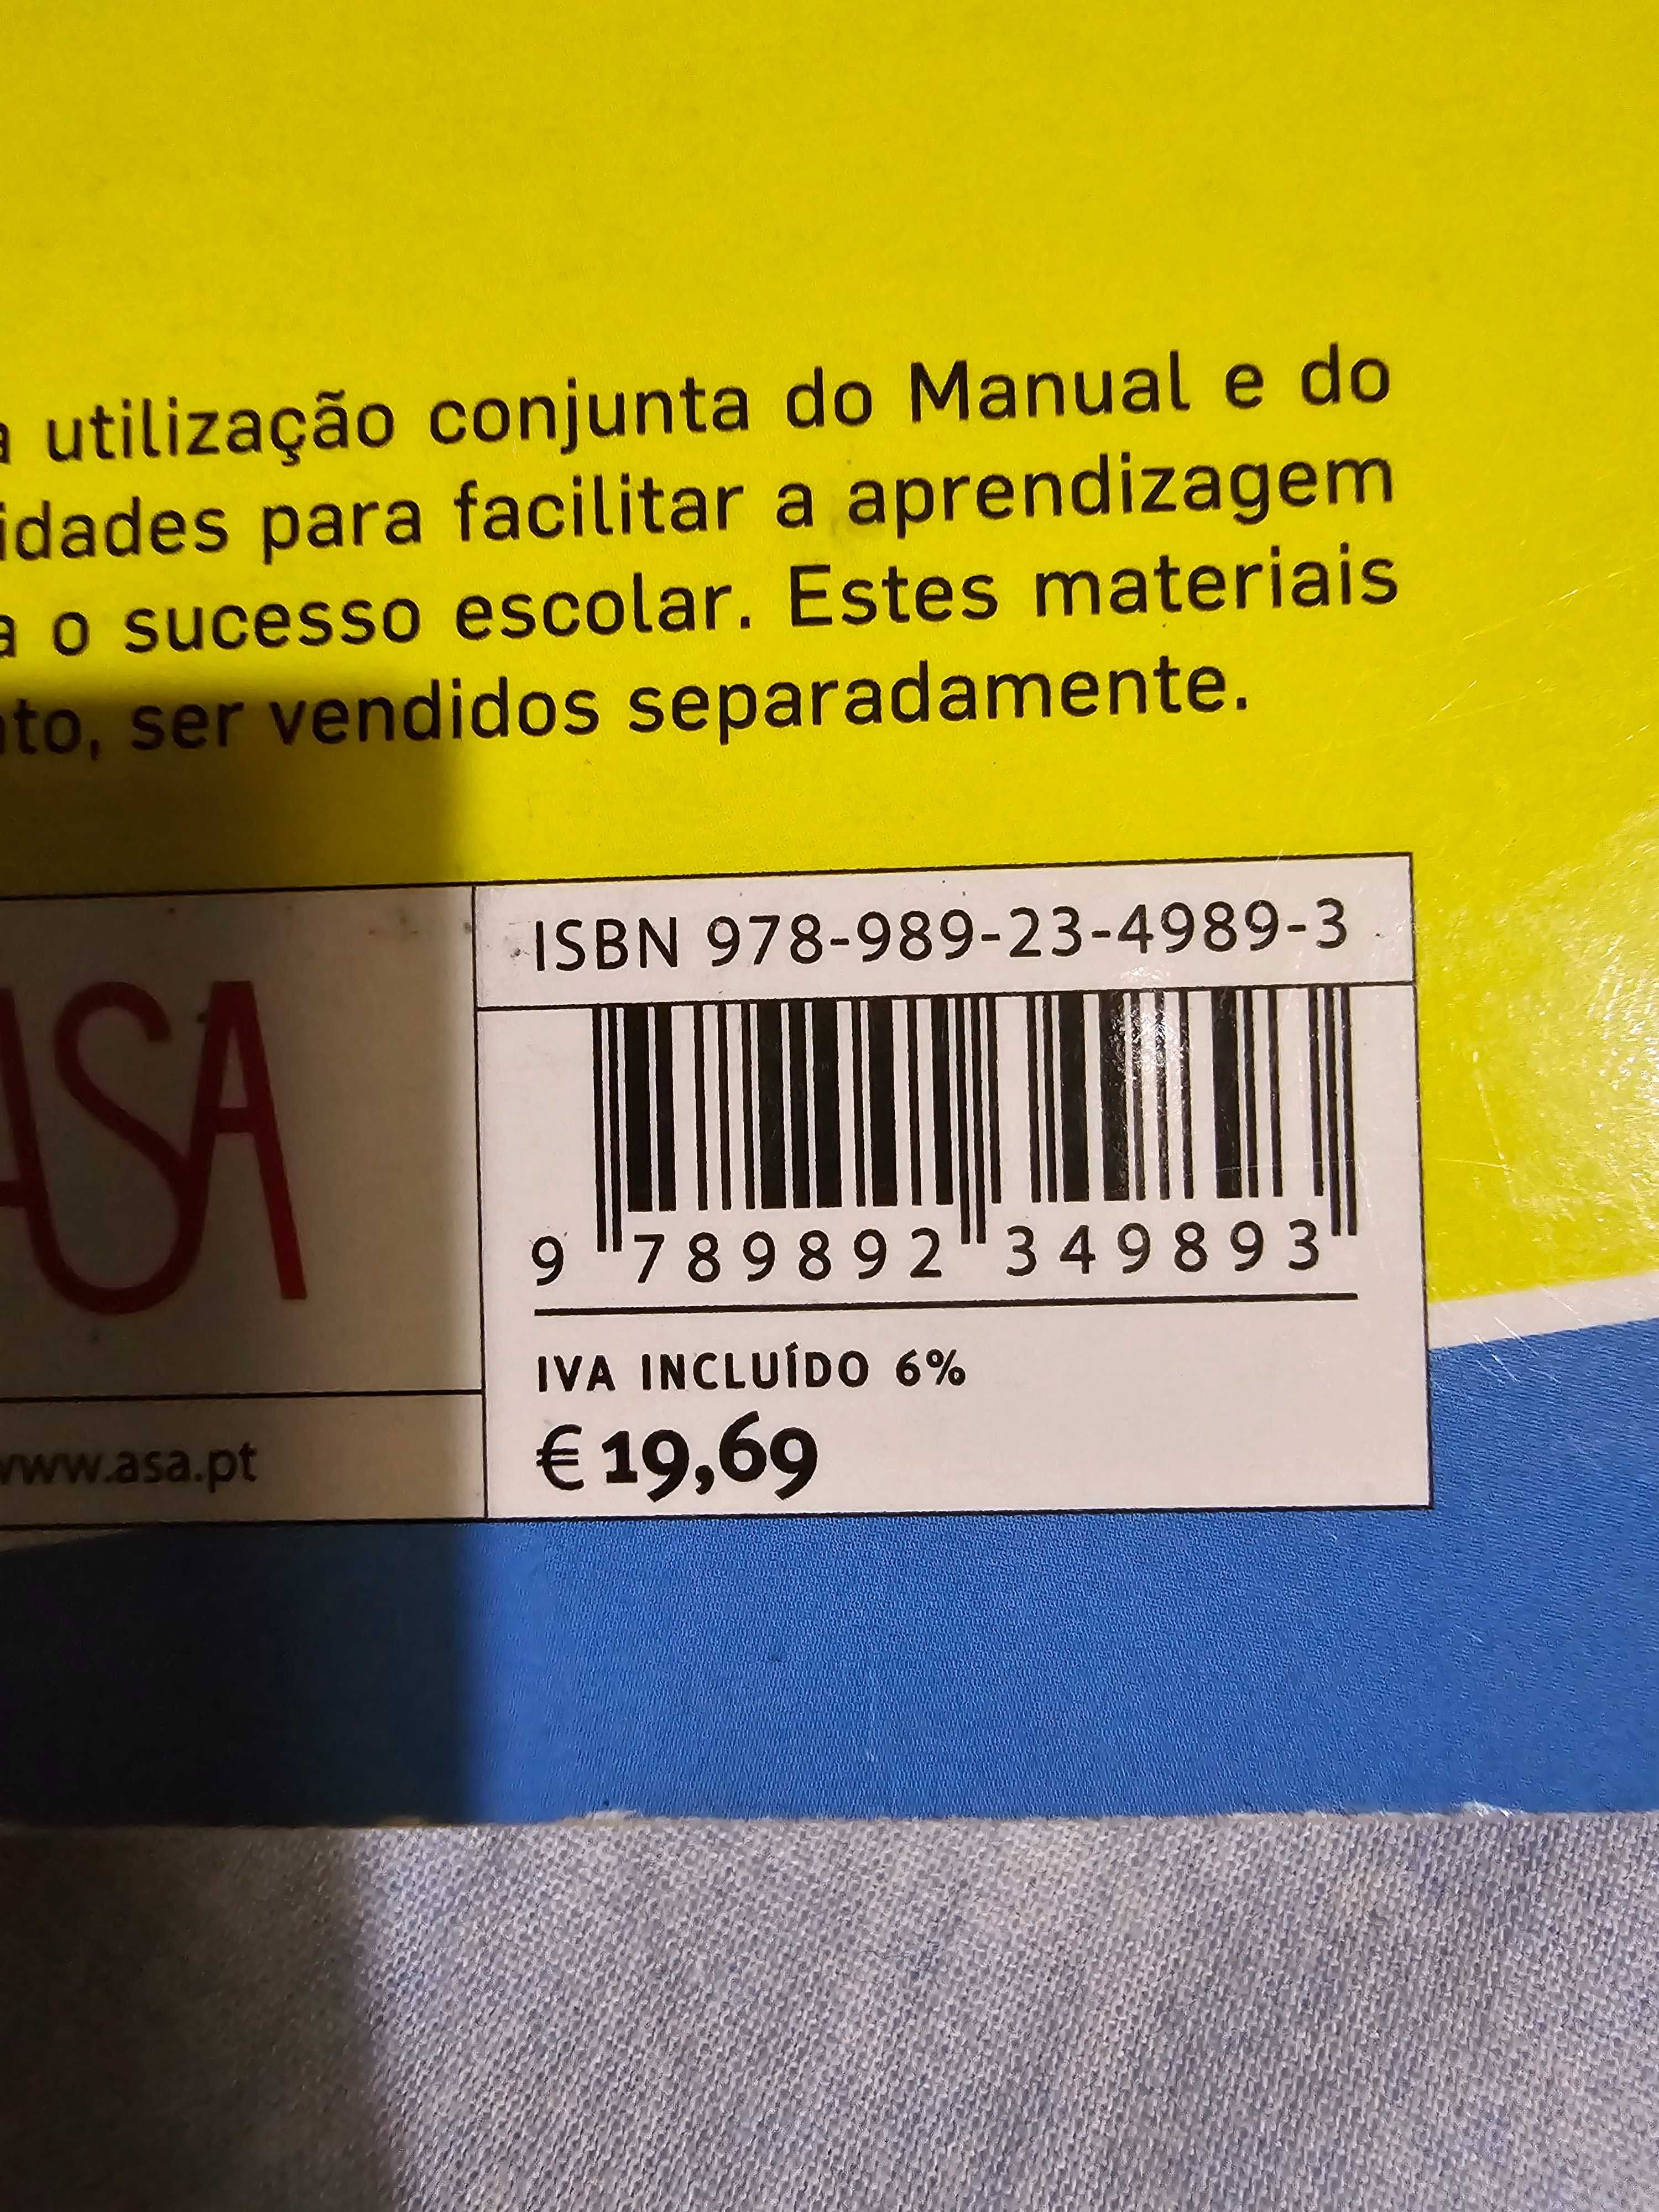 a utilização conjunta do Manual e do
idades para facilitar a aprendizagem
a o sucesso escolar. Estes materiais
nto, ser vendidos separadamente.
ISBN 978-989-23-4989-3
ASA
9 789892 349893
IVA INCLUÍDO 6%
€ 19,69
www.asa.pt